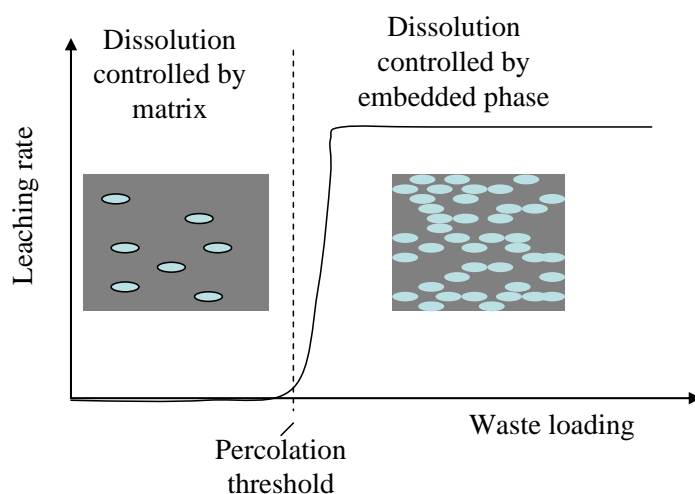 Dissolution
controlled by
matrix
Dissolution
controlled by
embedded phase
Leaching rate
Waste loading
Percolation
threshold